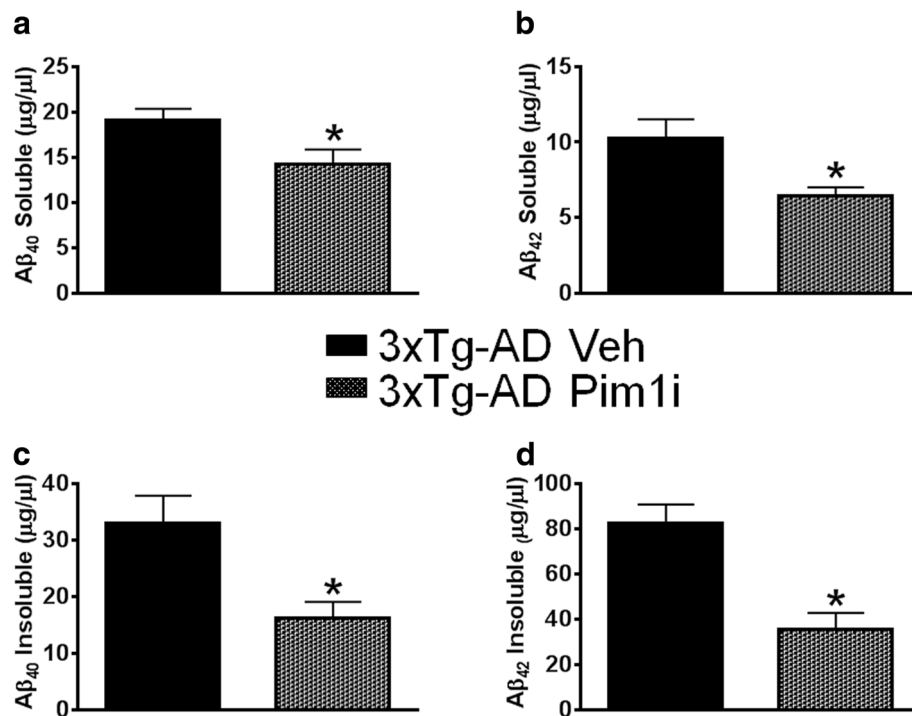 a
Aβ40 Soluble (μg/μl)
25
20
15
10
5
0
*
b
Aβ42 Soluble (μg/μl)
15
10
5
0
*
3xTg-AD Veh
3xTg-AD Pim1i
c
Aβ40 Insoluble (μg/μl)
40
30
20
10
0
*
d
Aβ42 Insoluble (μg/μl)
100
80
60
40
20
0
*